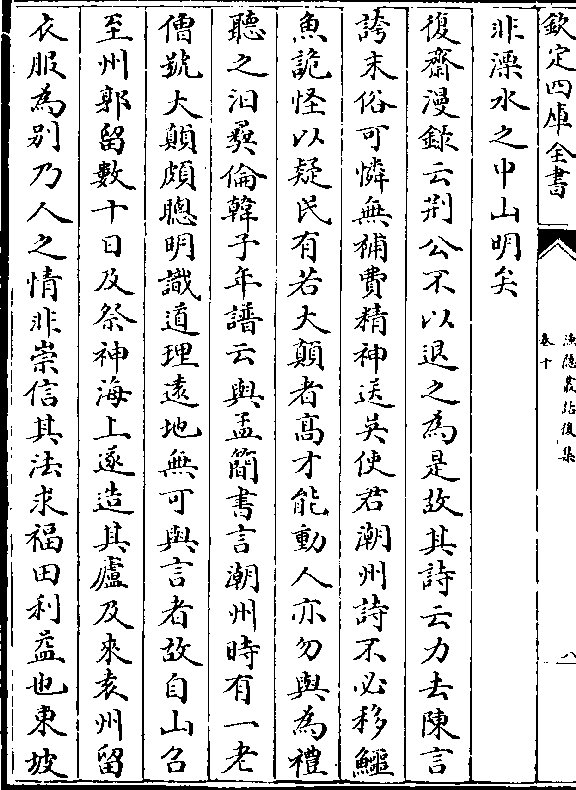 欽定四庫全書
漁隱叢話後集
卷十
八
非溧水之中山明矣
復齋漫錄云荆公不以退之為是故其詩云力去陳言
誇末俗可憐無補費精神送吳使君潮州詩不必移鱷
魚詭怪以疑民有若大顛者高才能動人亦勿與為禮
聽之汩彛倫韓子年譜云與孟簡書言潮州時有一老
僧號大顛頗聰明識道理逺地無可與言者故自山召
至州郭留數十日及祭神海上遂造其廬及來袁州留
衣服為别乃人之情非崇信其法求福田利益也東坡